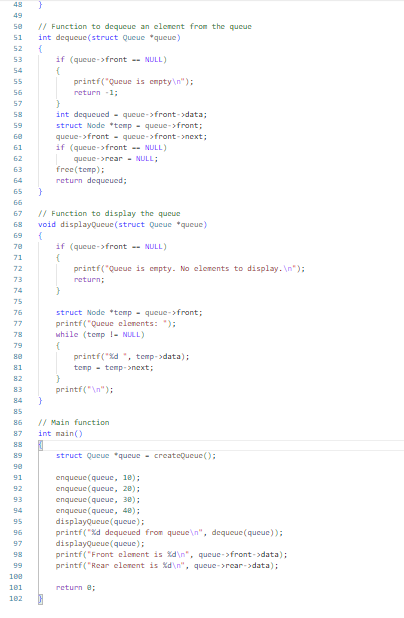 48 }
49
50 // Function to dequeue an element from the queue
51 int dequeue(struct Queue *queue)
52 {
53     if (queue->front == NULL)
54     {
55         printf("Queue is empty\n");
56         return -1;
57     }
58     int dequeued = queue->front->data;
59     struct Node *temp = queue->front;
60     queue->front = queue->front->next;
61     if (queue->front == NULL)
62         queue->rear = NULL;
63     free(temp);
64     return dequeued;
65 }
66
67 // Function to display the queue
68 void displayQueue(struct Queue *queue)
69 {
70     if (queue->front == NULL)
71     {
72         printf("Queue is empty. No elements to display.\n");
73         return;
74     }
75
76     struct Node *temp = queue->front;
77     printf("Queue elements: ");
78     while (temp != NULL)
79     {
80         printf("%d ", temp->data);
81         temp = temp->next;
82     }
83     printf("\n");
84 }
85
86 // Main function
87 int main()
88 {
89     struct Queue *queue = createQueue();
90
91     enqueue(queue, 10);
92     enqueue(queue, 20);
93     enqueue(queue, 30);
94     enqueue(queue, 40);
95     displayQueue(queue);
96     printf("%d dequeued from queue\n", dequeue(queue));
97     displayQueue(queue);
98     printf("Front element is %d\n", queue->front->data);
99     printf("Rear element is %d\n", queue->rear->data);
100
101     return 0;
102 }